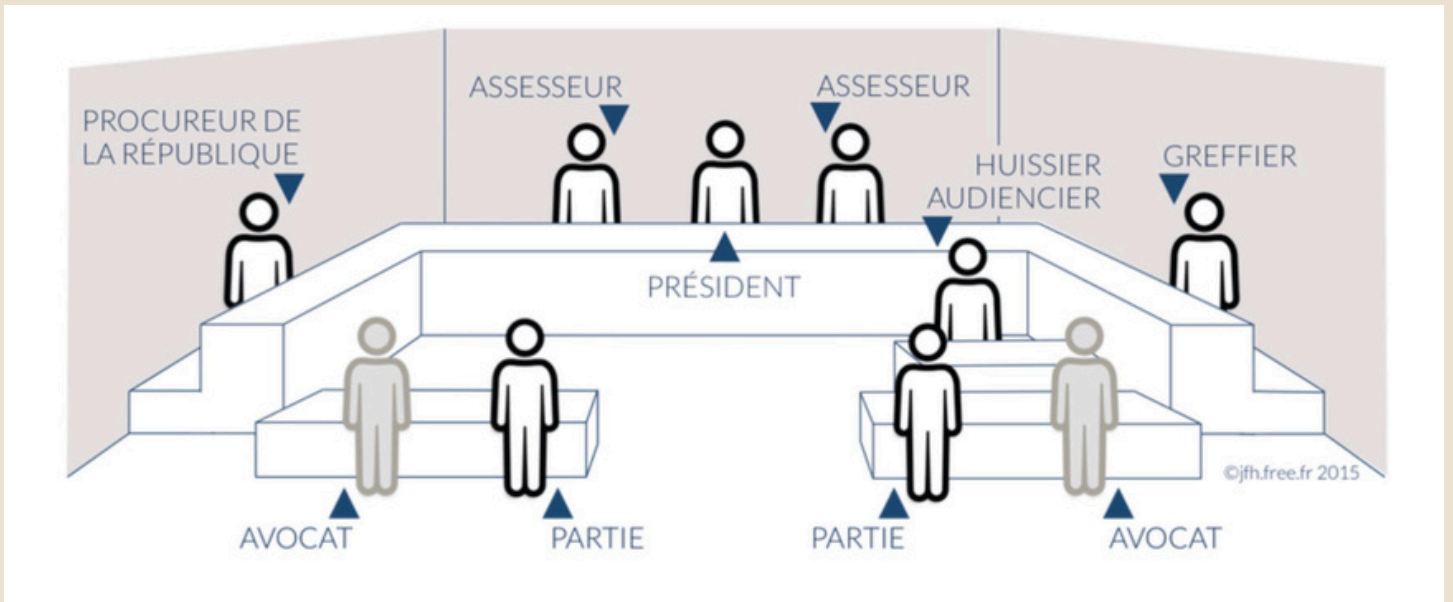 ASSESSEUR
ASSESSEUR
PROCUREUR DE
LA RÉPUBLIQUE
HUISSIER
AUDIENCIER
GREFFIER
PRÉSIDENT
©jfh.free.fr 2015
AVOCAT
PARTIE
PARTIE
AVOCAT